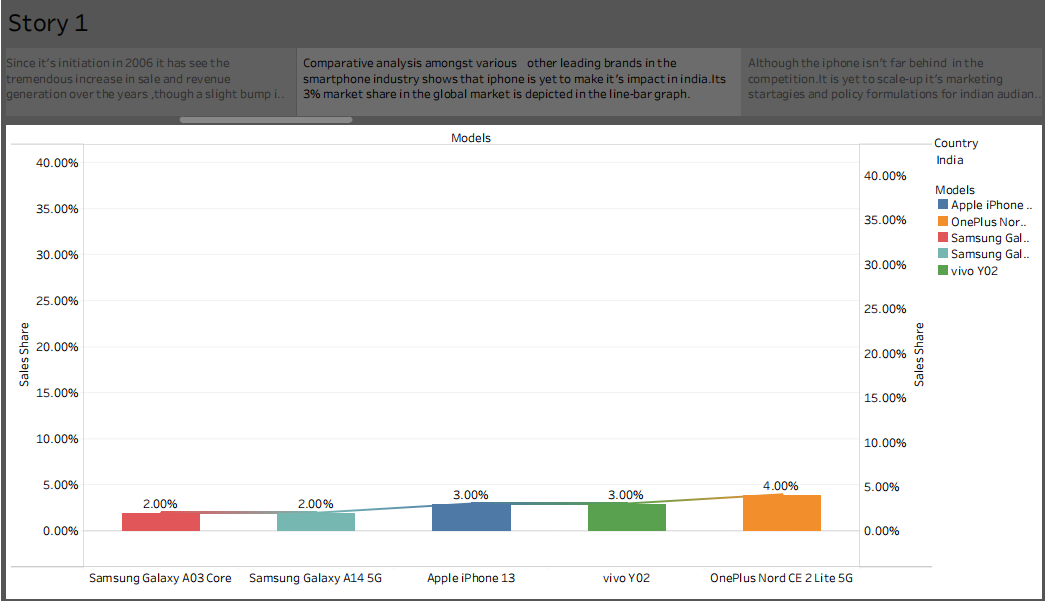 Story 1
Since it's initiation in 2006 it has see the
tremendous increase in sale and revenue
generation over the years ,though a slight bump i..
Comparative analysis amongst various other leading brands in the
smartphone industry shows that iphone is yet to make it's impact in india.Its
3% market share in the global market is depicted in the line-bar graph.
Although the iphone isn't far behind in the
competition.It is yet to scale-up it's marketing
startagies and policy formulations for indian audian..
Models
40.00%
35.00%
30.00%
25.00%
20.00%
15.00%
10.00%
5.00%
0.00%
Sales Share
2.00%
2.00%
3.00%
3.00%
4.00%
40.00%
35.00%
30.00%
25.00%
20.00%
15.00%
10.00%
5.00%
0.00%
Sales Share
Samsung Galaxy A03 Core
Samsung Galaxy A14 5G
Apple iPhone 13
vivo Y02
OnePlus Nord CE 2 Lite 5G
Country
India
Models
Apple iPhone ..
OnePlus Nor..
Samsung Gal..
Samsung Gal..
vivo Y02